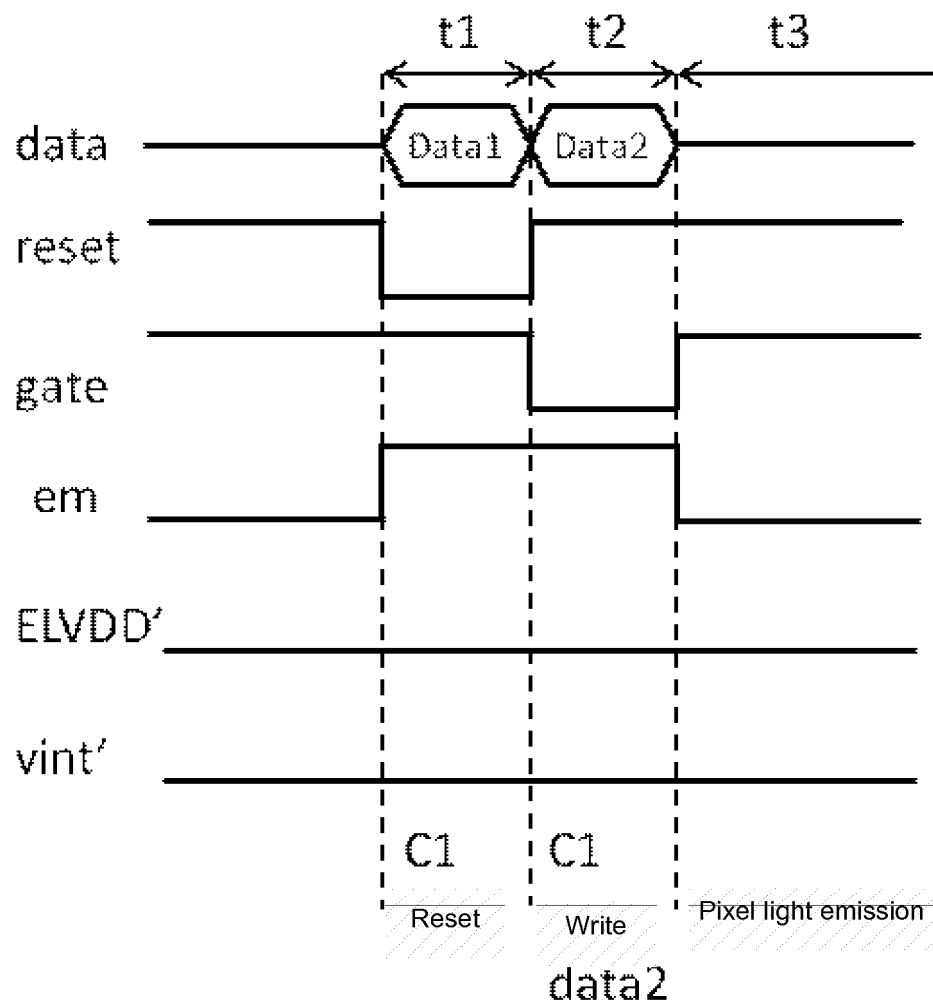 t1 t2 t3
data Data1 Data2
reset
gate
em
ELVDD′
vint′
C1 C1
Reset Write Pixel light emission
data2